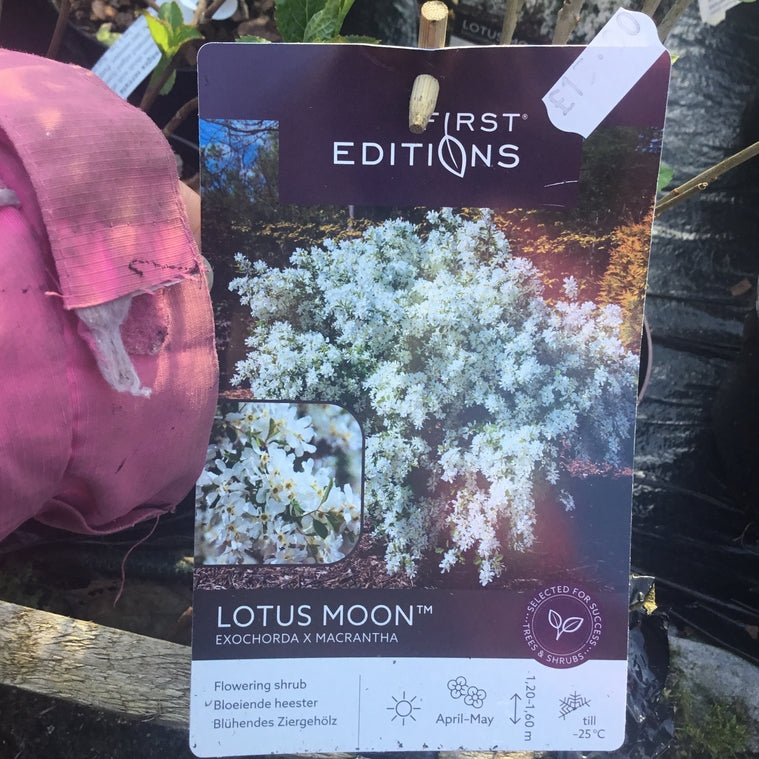 LOTUS
FIRST®
EDITIONS
LOTUS MOON™
EXOCHORDA X MACRANTHA
SELECTED FOR SUCCESS
TREES & SHRUBS
Flowering shrub
Bloeiende heester
Blühendes Ziergehölz
April-May
1,20-1,60 m
till
-25 °C